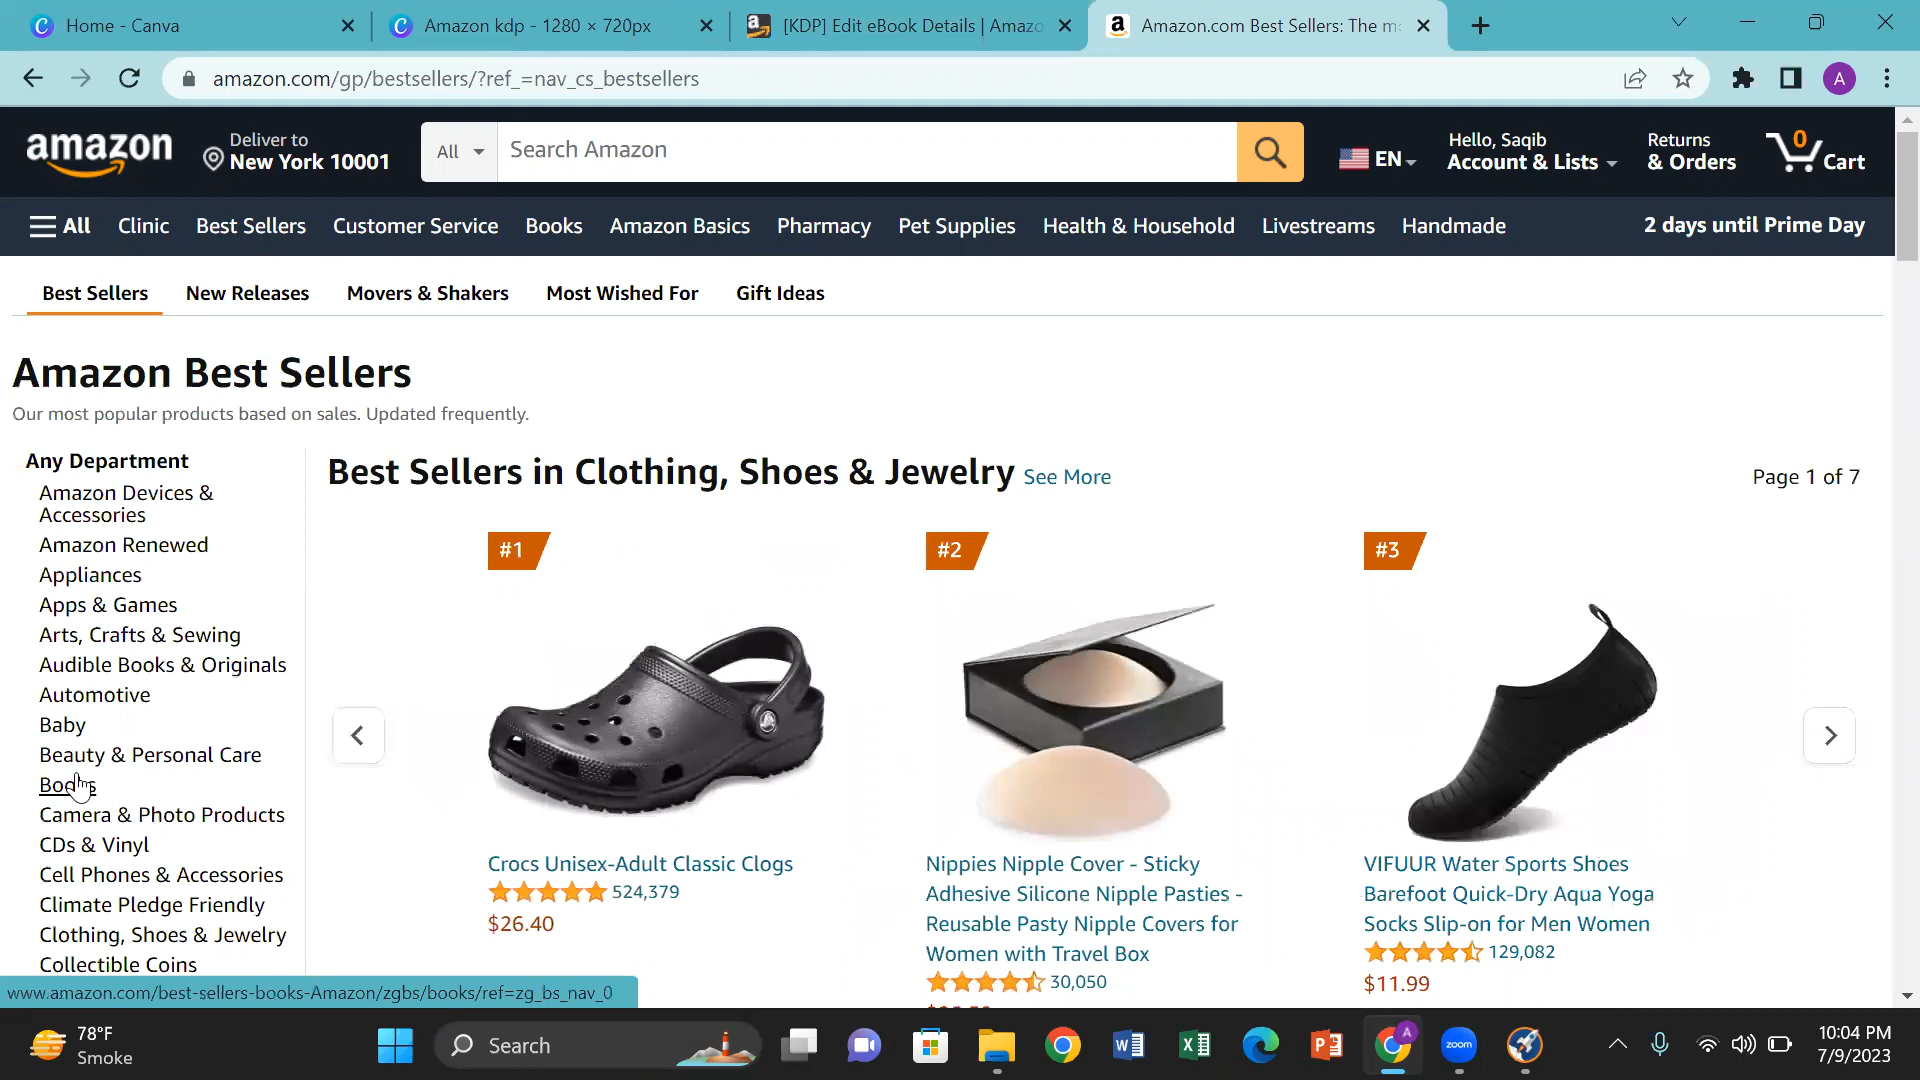 Home - Canva
Amazon kdp - 1280 × 720px
[KDP] Edit eBook Details | Amazo
Amazon.com Best Sellers: The m
amazon.com/gp/bestsellers/?ref_=nav_cs_bestsellers
A
amazon
Deliver to
New York 10001
All
Search Amazon
EN
Hello, Saqib
Account & Lists
Returns
& Orders
0
Cart
All
Clinic
Best Sellers
Customer Service
Books
Amazon Basics
Pharmacy
Pet Supplies
Health & Household
Livestreams
Handmade
2 days until Prime Day
Best Sellers
New Releases
Movers & Shakers
Most Wished For
Gift Ideas
Amazon Best Sellers
Our most popular products based on sales. Updated frequently.
Any Department
Amazon Devices &
Accessories
Amazon Renewed
Appliances
Apps & Games
Arts, Crafts & Sewing
Audible Books & Originals
Automotive
Baby
Beauty & Personal Care
Books
Camera & Photo Products
CDs & Vinyl
Cell Phones & Accessories
Climate Pledge Friendly
Clothing, Shoes & Jewelry
Collectible Coins
Best Sellers in Clothing, Shoes & Jewelry See More
Page 1 of 7
#1
Crocs Unisex-Adult Classic Clogs
524,379
$26.40
#2
Nippies Nipple Cover - Sticky
Adhesive Silicone Nipple Pasties -
Reusable Pasty Nipple Covers for
Women with Travel Box
30,050
#3
VIFUUR Water Sports Shoes
Barefoot Quick-Dry Aqua Yoga
Socks Slip-on for Men Women
129,082
$11.99
www.amazon.com/best-sellers-books-Amazon/zgbs/books/ref=zg_bs_nav_0
78°F
Smoke
Search
zoom
10:04 PM
7/9/2023